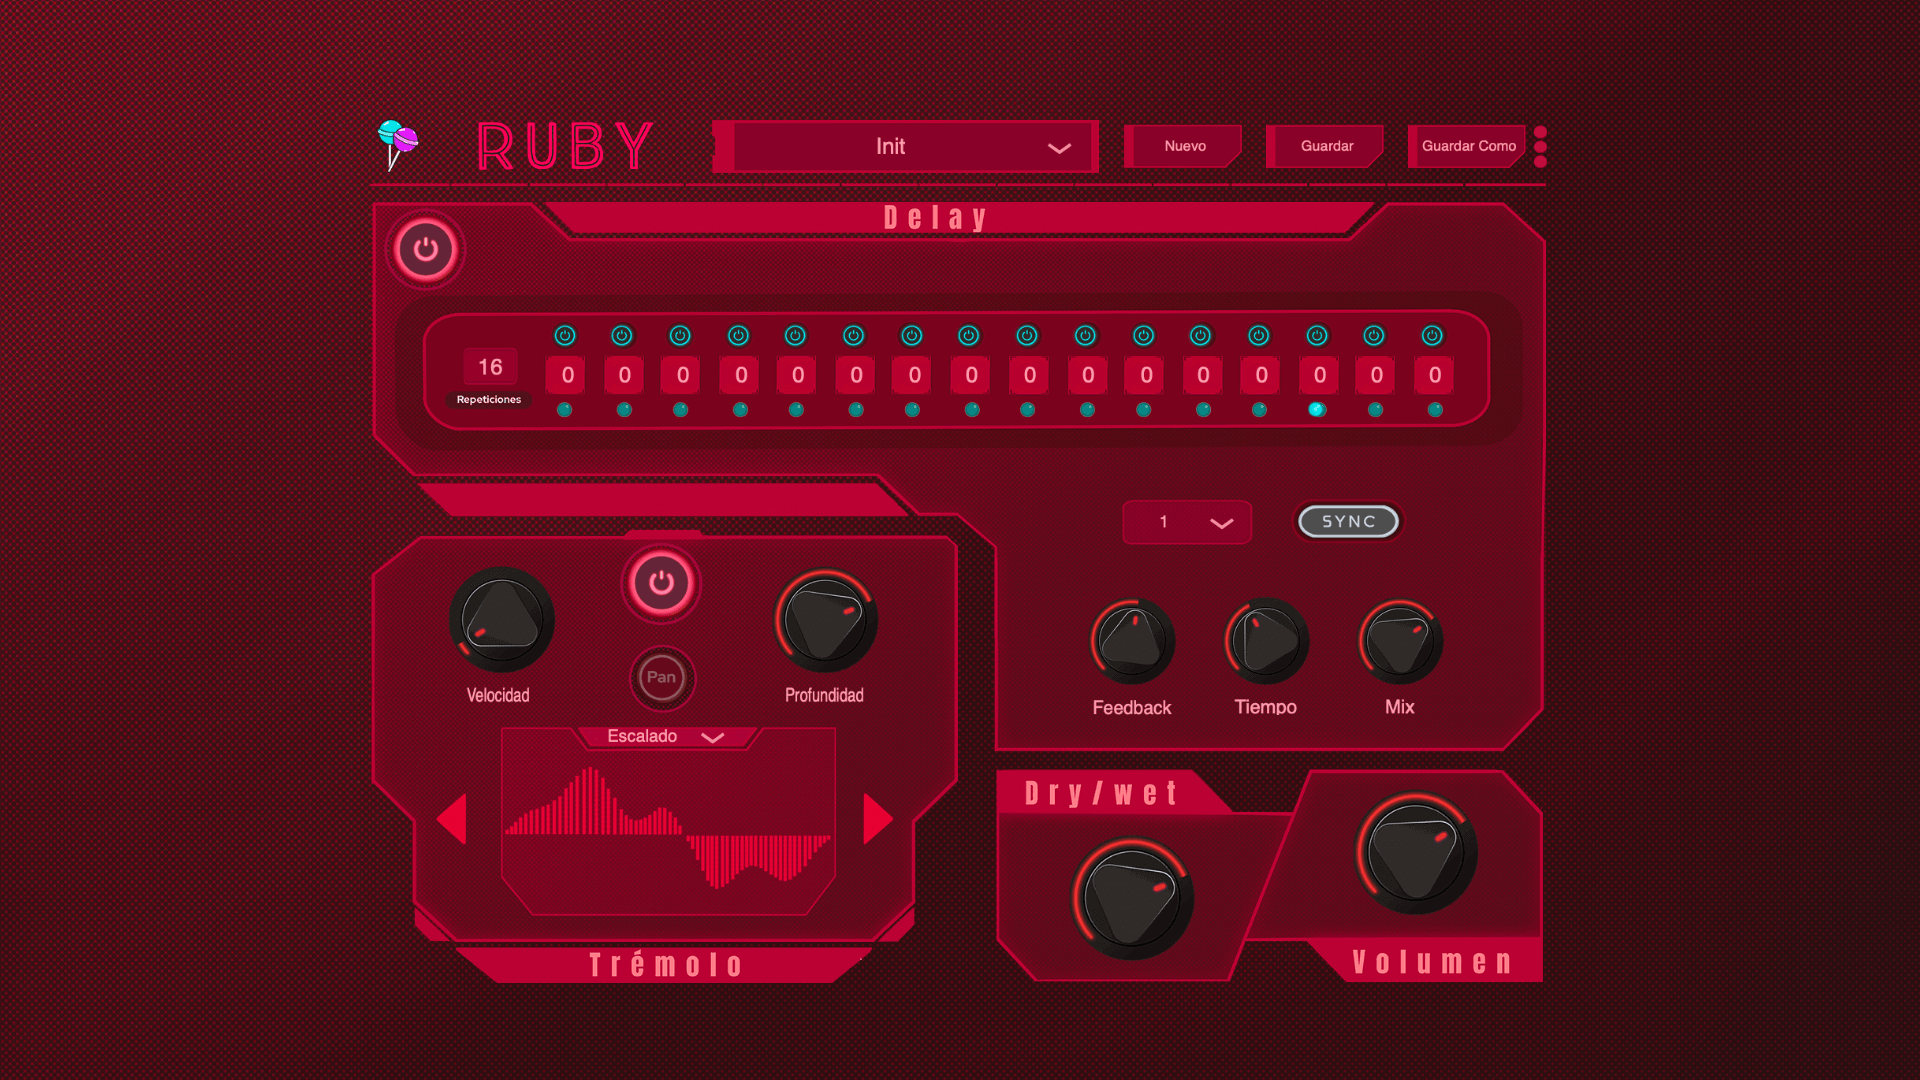 RUBY
Init
Nuevo
Guardar
Guardar Como
Delay
16
0 0 0 0 0 0 0 0 0 0 0 0 0 0 0 0
Repeticiones
1
SYNC
Velocidad
Pan
Profundidad
Feedback
Tiempo
Mix
Escalado
Dry/wet
Trémolo
Volumen